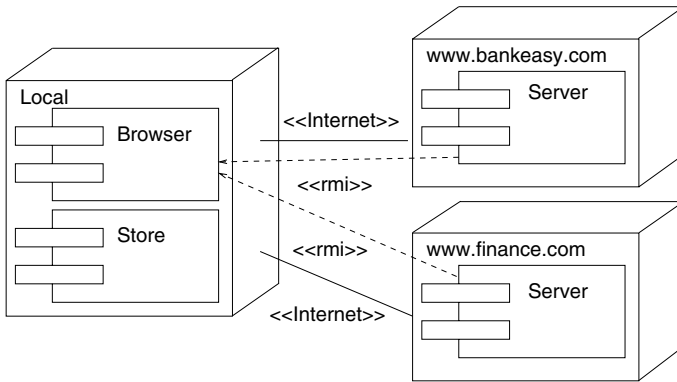 www.bankeasy.com
Local
Server
Browser
<<Internet>>
<<rmi>>
Store
<<rmi>>
www.finance.com
Server
<<Internet>>